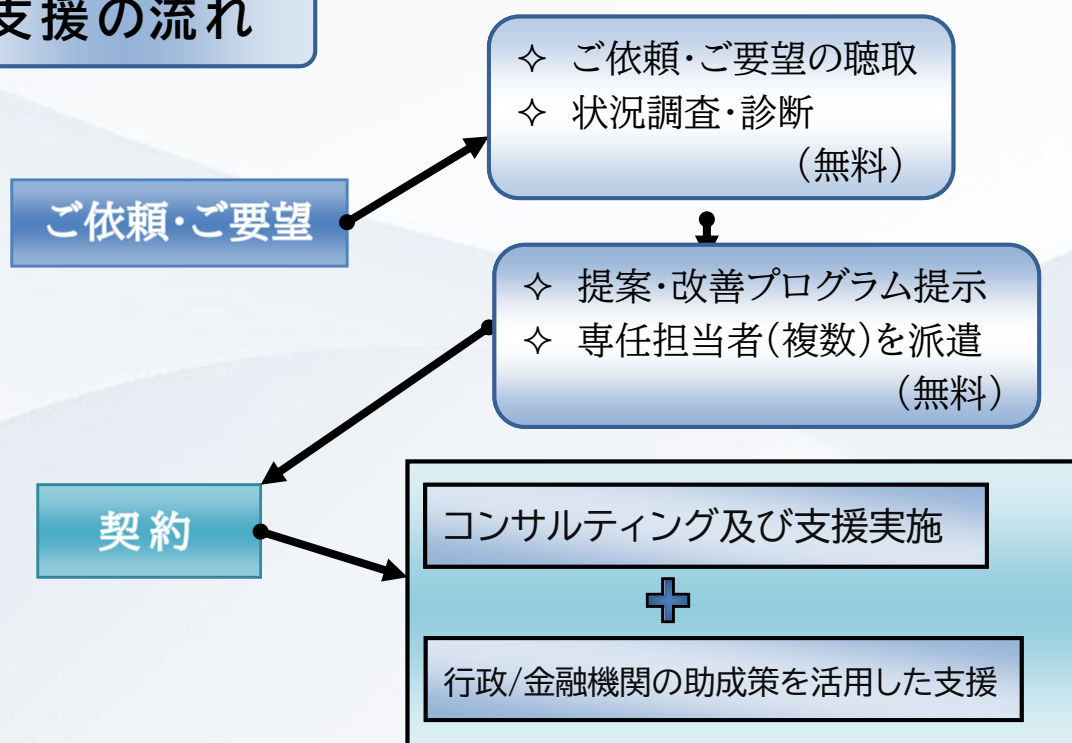 支援の流れ
ご依頼・ご要望
✧ ご依頼・ご要望の聴取
✧ 状況調査・診断
(無料)
✧ 提案・改善プログラム提示
✧ 専任担当者(複数)を派遣
(無料)
契約
コンサルティング及び支援実施
行政/金融機関の助成策を活用した支援